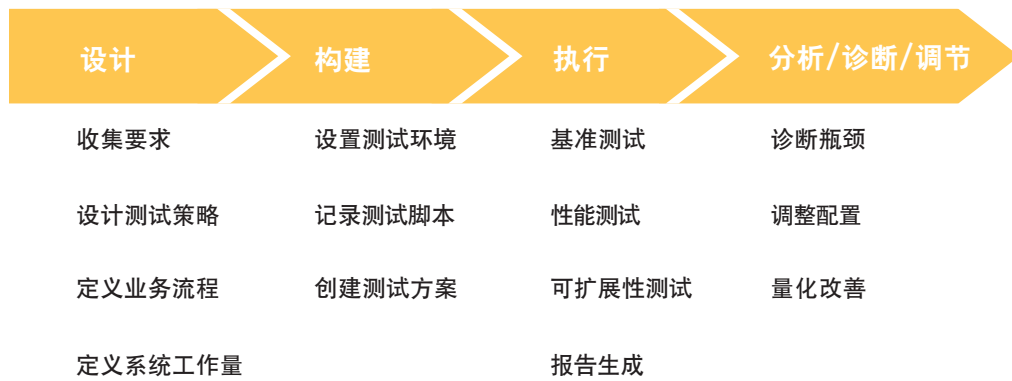 设计 构建 执行 分析/诊断/调节
收集要求 设置测试环境 基准测试 诊断瓶颈
设计测试策略 记录测试脚本 性能测试 调整配置
定义业务流程 创建测试方案 可扩展性测试 量化改善
定义系统工作量 报告生成